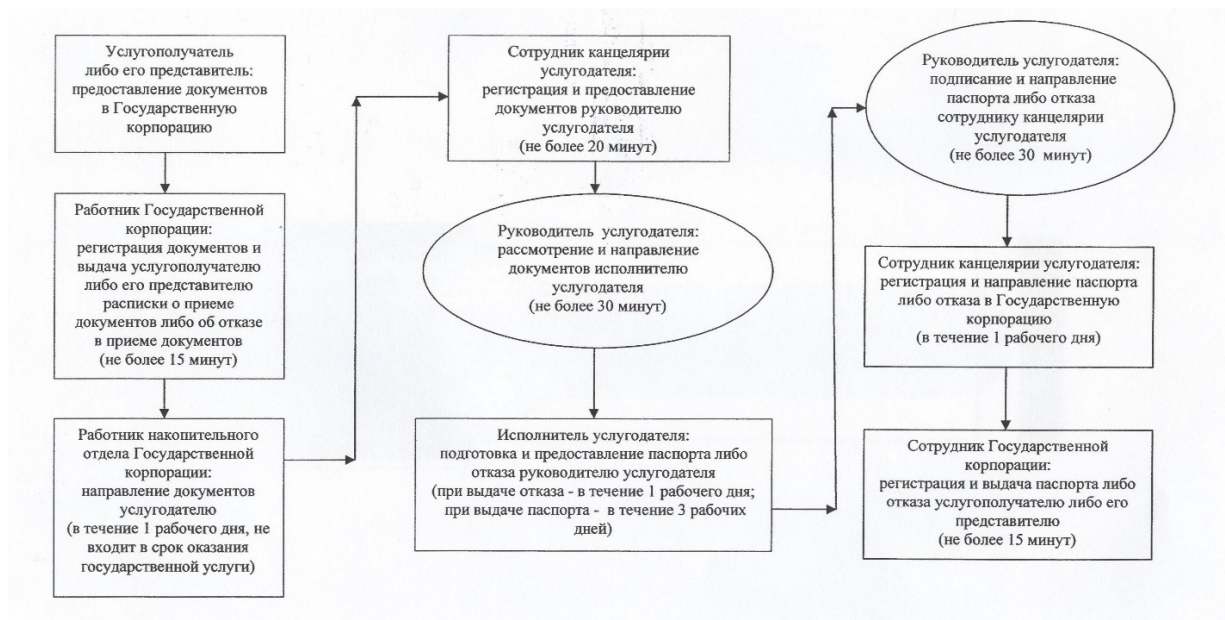 Услугополучатель
либо его представитель:
предоставление документов
в Государственную
корпорацию
Работник Государственной
корпорации:
регистрация документов и
выдача услугополучателю
либо его представителю
расписки о приеме
документов либо об отказе
в приеме документов
(не более 15 минут)
Работник накопительного
отдела Государственной
корпорации:
направление документов
услугодателю
(в течение 1 рабочего дня, не
входит в срок оказания
государственной услуги)
Сотрудник канцелярии
услугодателя:
регистрация и предоставление
документов руководителю
услугодателя
(не более 20 минут)
Руководитель услугодателя:
рассмотрение и направление
документов исполнителю
услугодателя
(не более 30 минут)
Исполнитель услугодателя:
подготовка и предоставление паспорта либо
отказа руководителю услугодателя
(при выдаче отказа - в течение 1 рабочего дня;
при выдаче паспорта - в течение 3 рабочих
дней)
Руководитель услугодателя:
подписание и направление
паспорта либо отказа
сотруднику канцелярии
услугодателя
(не более 30 минут)
Сотрудник канцелярии услугодателя:
регистрация и направление паспорта
либо отказа в Государственную
корпорацию
(в течение 1 рабочего дня)
Сотрудник Государственной
корпорации:
регистрация и выдача паспорта либо
отказа услугополучателю либо его
представителю
(не более 15 минут)